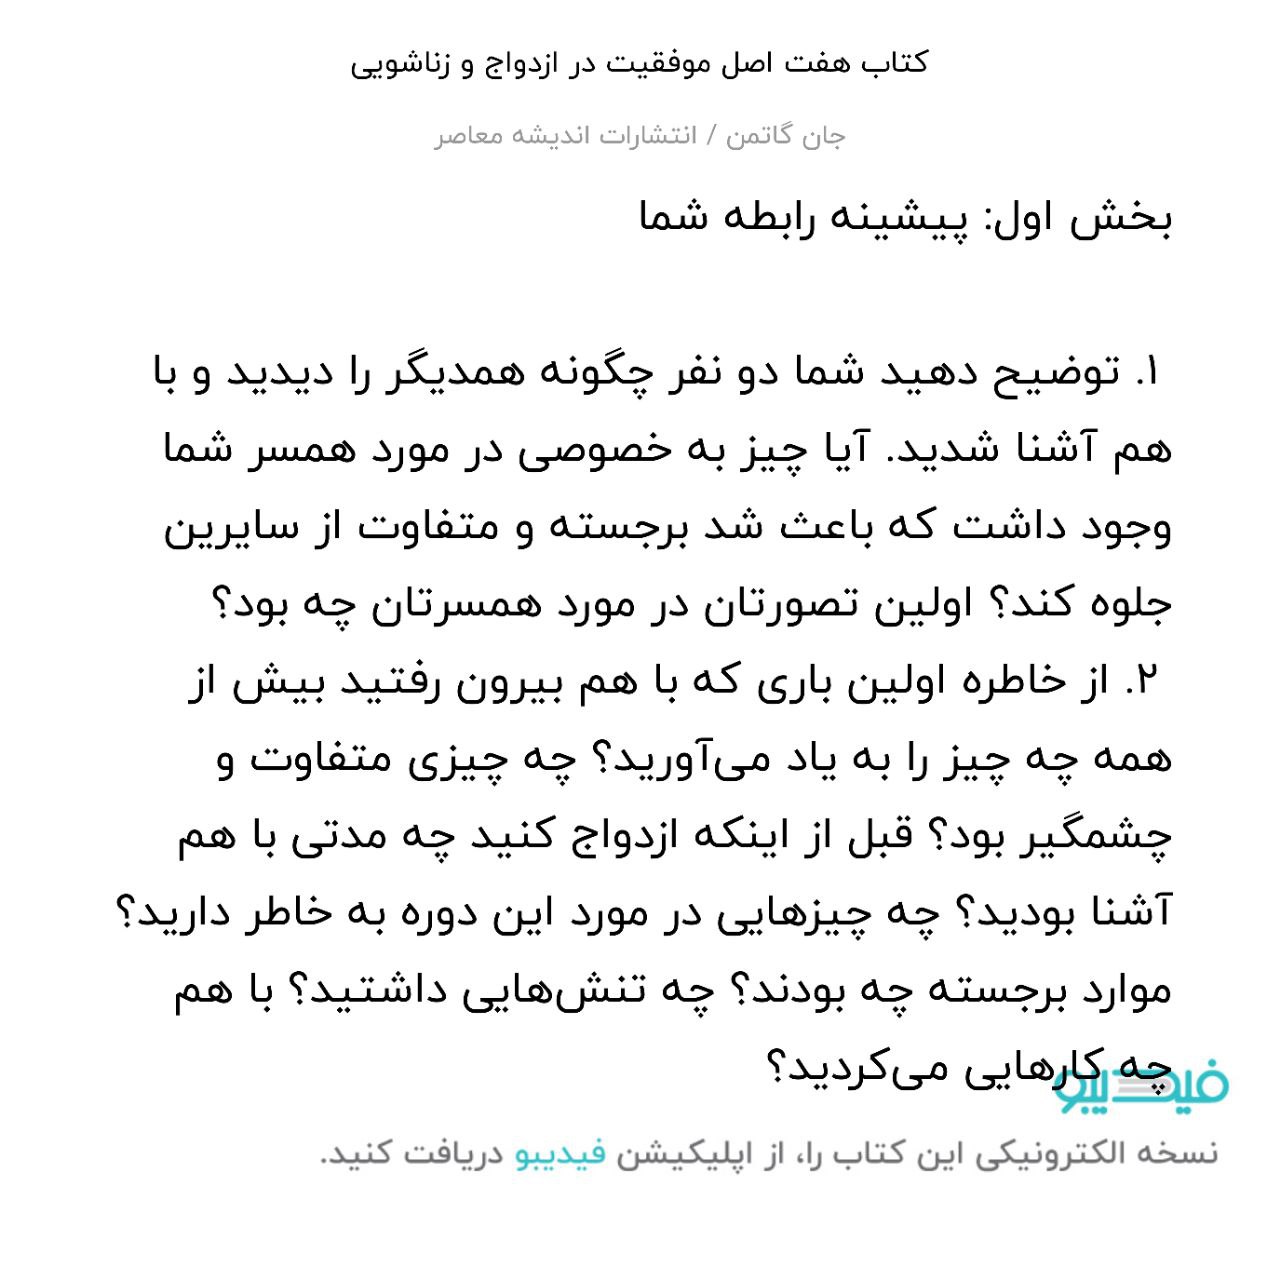 کتاب هفت اصل موفقیت در ازدواج و زناشویی
جان گاتمن / انتشارات اندیشه معاصر
بخش اول: پیشینه رابطه شما
۱. توضیح دهید شما دو نفر چگونه همدیگر را دیدید و با
هم آشنا شدید. آیا چیز به خصوصی در مورد همسر شما
وجود داشت که باعث شد برجسته و متفاوت از سایرین
جلوه کند؟ اولین تصورتان در مورد همسرتان چه بود؟
۲. از خاطره اولین باری که با هم بیرون رفتید بیش از
همه چه چیز را به یاد می‌آورید؟ چه چیزی متفاوت و
چشمگیر بود؟ قبل از اینکه ازدواج کنید چه مدتی با هم
آشنا بودید؟ چه چیزهایی در مورد این دوره به خاطر دارید؟
موارد برجسته چه بودند؟ چه تنش‌هایی داشتید؟ با هم
چه کارهایی می‌کردید؟
فیدیبو
نسخه الکترونیکی این کتاب را، از اپلیکیشن فیدیبو دریافت کنید.